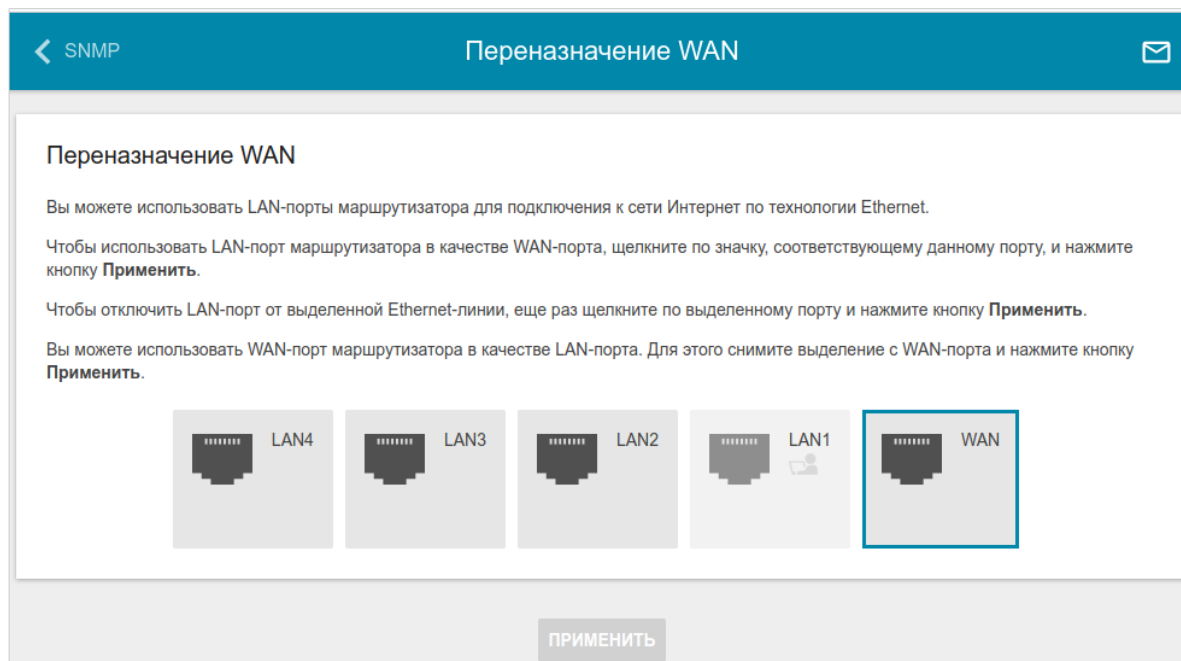 SNMP
Переназначение WAN
Переназначение WAN
Вы можете использовать LAN-порты маршрутизатора для подключения к сети Интернет по технологии Ethernet.
Чтобы использовать LAN-порт маршрутизатора в качестве WAN-порта, щелкните по значку, соответствующему данному порту, и нажмите
кнопку Применить.
Чтобы отключить LAN-порт от выделенной Ethernet-линии, еще раз щелкните по выделенному порту и нажмите кнопку Применить.
Вы можете использовать WAN-порт маршрутизатора в качестве LAN-порта. Для этого снимите выделение с WAN-порта и нажмите кнопку
Применить.
LAN4
LAN3
LAN2
LAN1
WAN
ПРИМЕНИТЬ